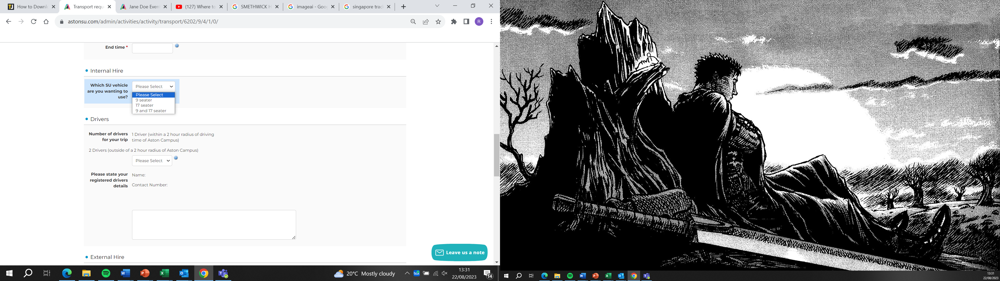 How to Downl
Transport requ
Jane Doe Event
(127) Where to
SMETHWICK H
imageai - Goo
singapore trac
astonsu.com/admin/activities/activity/transport/6202/9/4/1/0/
R
End time *
Internal Hire
Which SU vehicle
are you wanting to
use?
Please Select
Please Select
9 seater
17 seater
9 and 17 seater
Drivers
Number of drivers
for your trip
1 Driver (within a 2 hour radius of driving
time of Aston Campus)
2 Drivers (outside of a 2 hour radius of Aston Campus)
Please Select
Please state your
registered drivers
details
Name:
Contact Number:
Leave us a note
External Hire
20°C Mostly cloudy
box
13:31
22/08/2023
14
13:31
22/08/2023